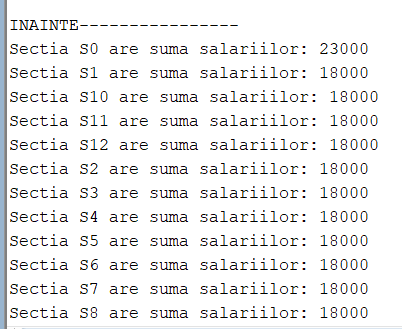 INAINTE----------------
Sectia S0 are suma salariilor: 23000
Sectia S1 are suma salariilor: 18000
Sectia S10 are suma salariilor: 18000
Sectia S11 are suma salariilor: 18000
Sectia S12 are suma salariilor: 18000
Sectia S2 are suma salariilor: 18000
Sectia S3 are suma salariilor: 18000
Sectia S4 are suma salariilor: 18000
Sectia S5 are suma salariilor: 18000
Sectia S6 are suma salariilor: 18000
Sectia S7 are suma salariilor: 18000
Sectia S8 are suma salariilor: 18000